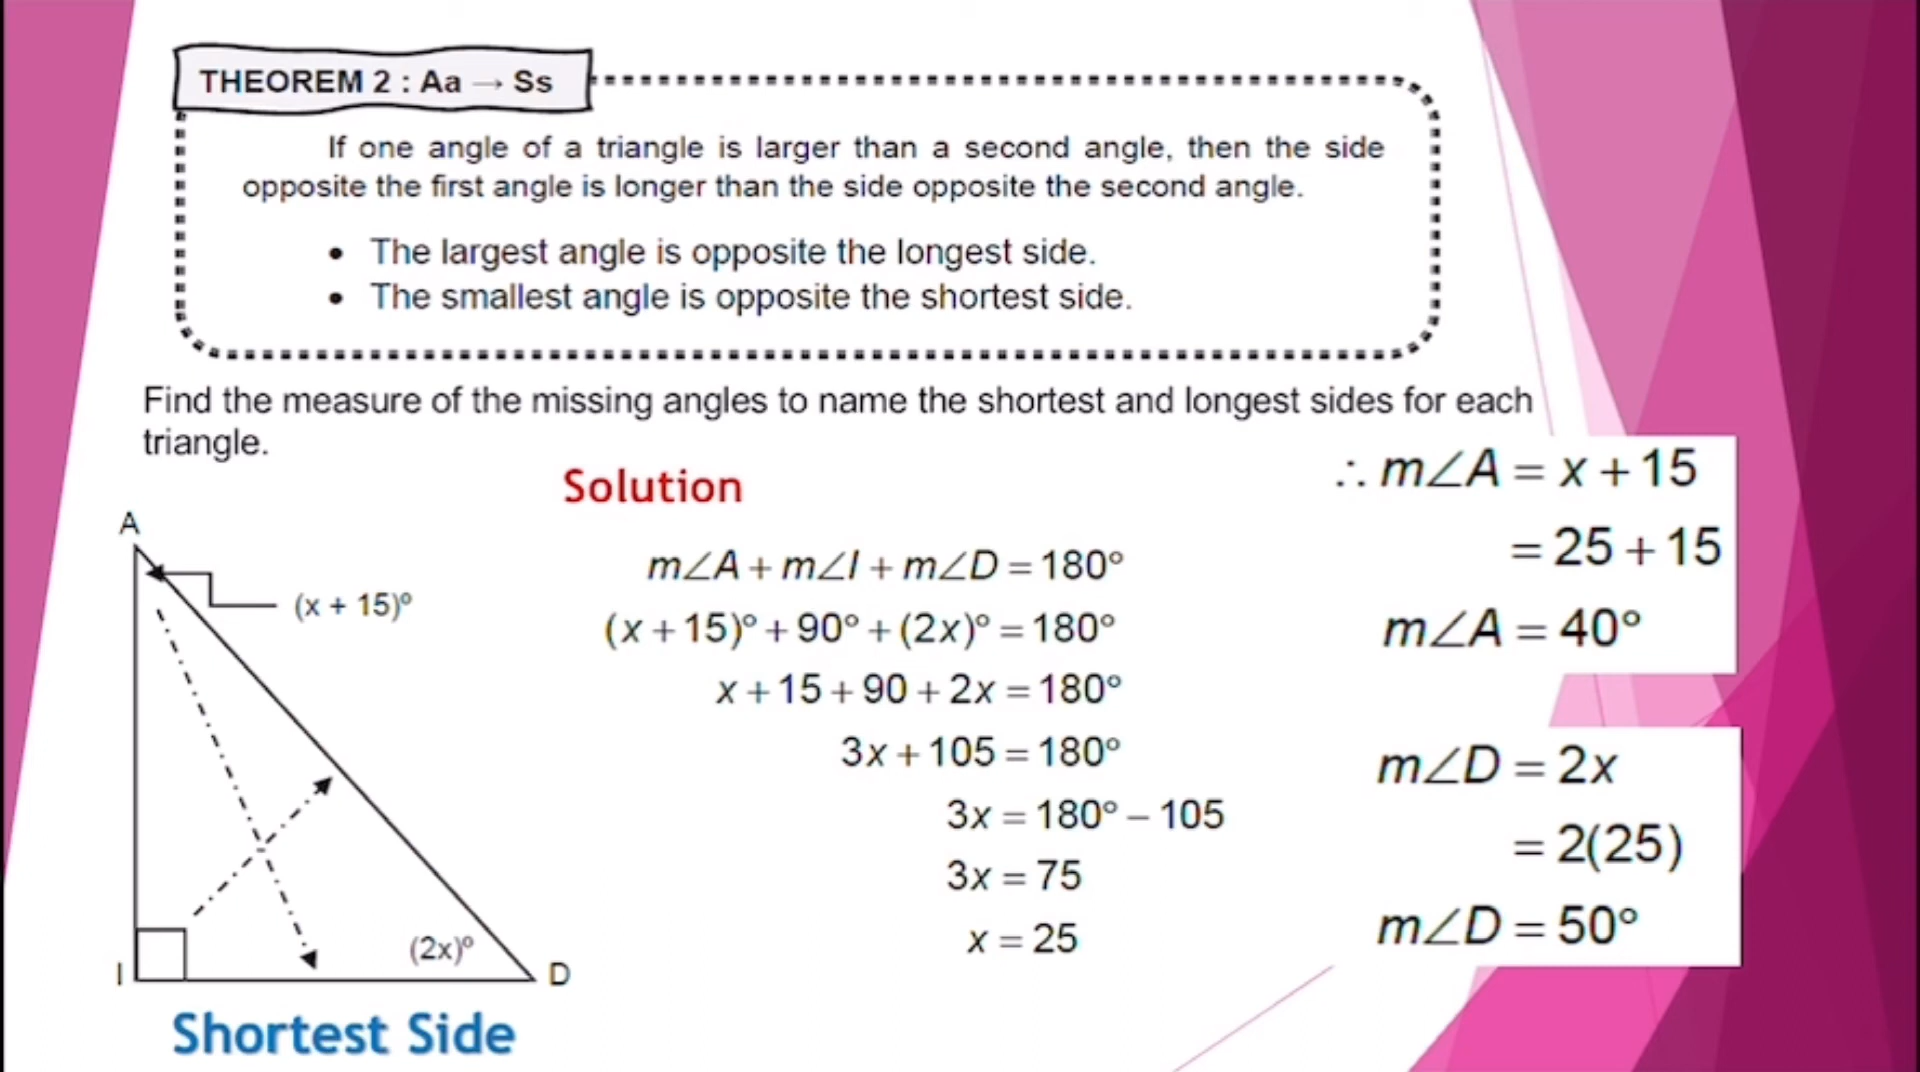 THEOREM 2 : Aa → Ss
If one angle of a triangle is larger than a second angle, then the side
opposite the first angle is longer than the side opposite the second angle.
• The largest angle is opposite the longest side.
• The smallest angle is opposite the shortest side.
Find the measure of the missing angles to name the shortest and longest sides for each
triangle.
Solution
A
(x + 15)º
(2x)º
I
D
Shortest Side
m∠A + m∠I + m∠D = 180°
(x + 15)° + 90° + (2x)° = 180°
x + 15 + 90 + 2x = 180°
3x + 105 = 180°
3x = 180° – 105
3x = 75
x = 25
∴ m∠A = x + 15
= 25 + 15
m∠A = 40°
m∠D = 2x
= 2(25)
m∠D = 50°